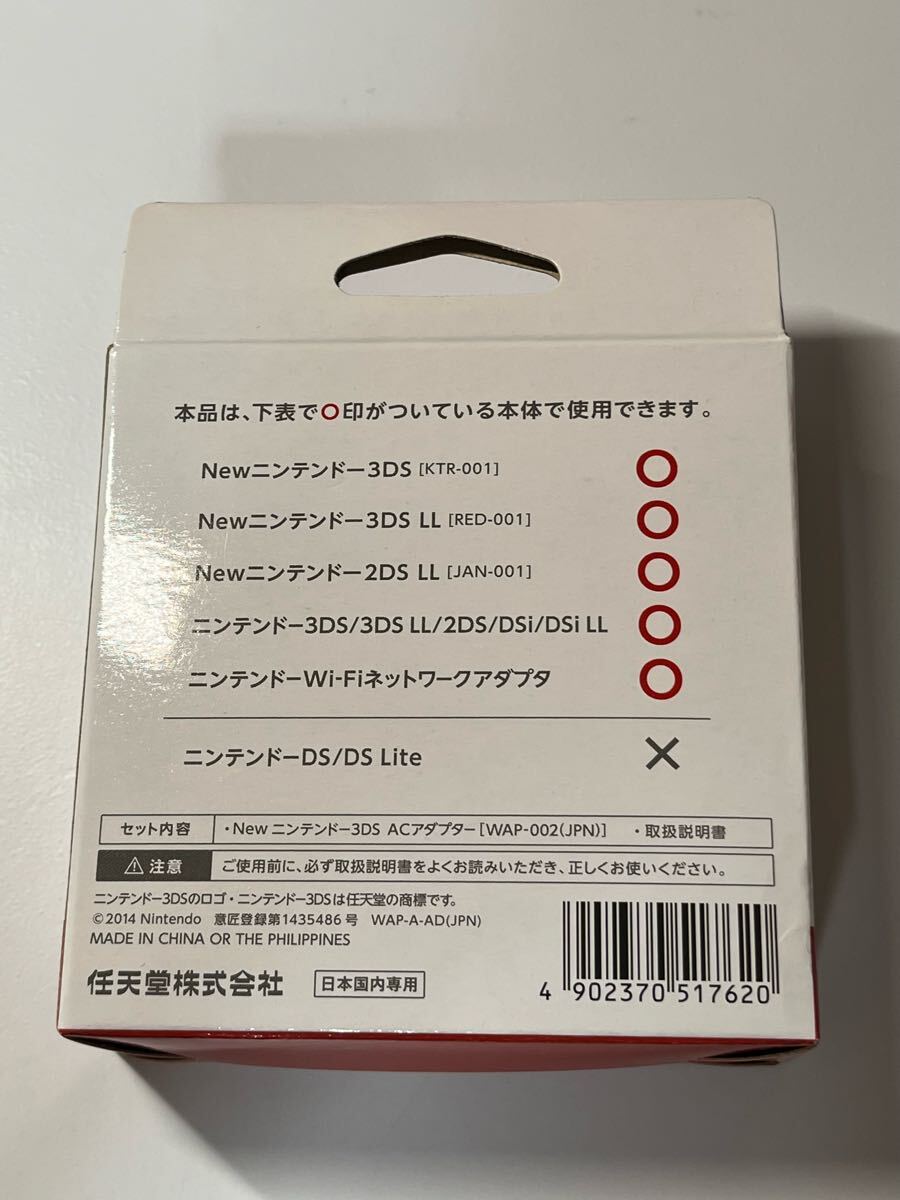 本品は、下表で○印がついている本体で使用できます。
Newニンテンドー3DS [KTR-001] ○
Newニンテンドー3DS LL [RED-001] ○
Newニンテンドー2DS LL [JAN-001] ○
ニンテンドー3DS/3DS LL/2DS/DSi/DSi LL ○
ニンテンドーWi-Fiネットワークアダプタ ○
ニンテンドーDS/DS Lite ×
セット内容 ・New ニンテンドー3DS ACアダプター[WAP-002(JPN)] ・取扱説明書
⚠注意 ご使用前に、必ず取扱説明書をよくお読みいただき、正しくお使いください。
ニンテンドー3DSのロゴ・ニンテンドー3DSは任天堂の商標です。
©2014 Nintendo 意匠登録第1435486号 WAP-A-AD(JPN)
MADE IN CHINA OR THE PHILIPPINES
任天堂株式会社 日本国内専用
4 902370 517620